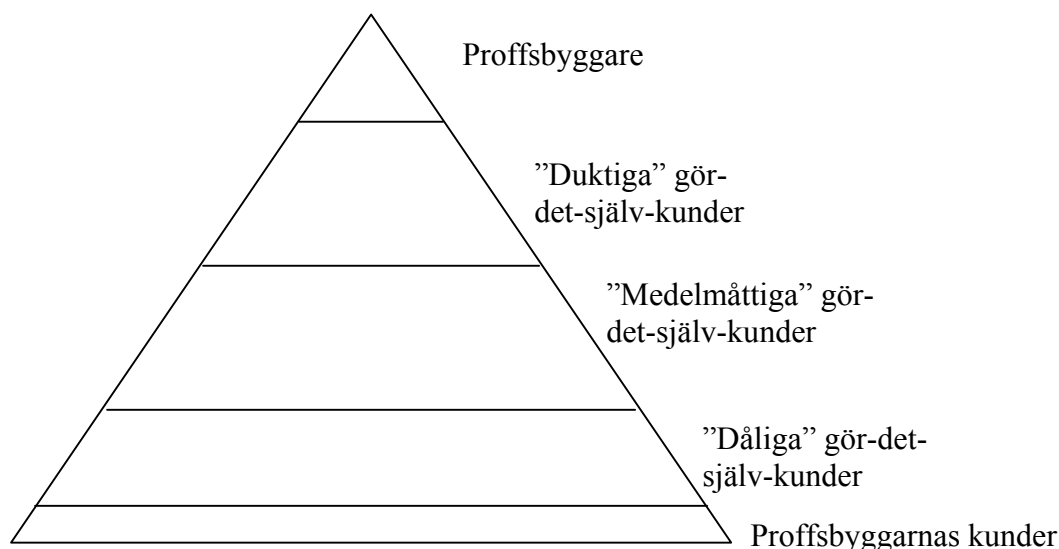 Proffsbyggare
”Duktiga” gör-
det-själv-kunder
”Medelmåttiga” gör-
det-själv-kunder
”Dåliga” gör-det-
själv-kunder
Proffsbyggarnas kunder